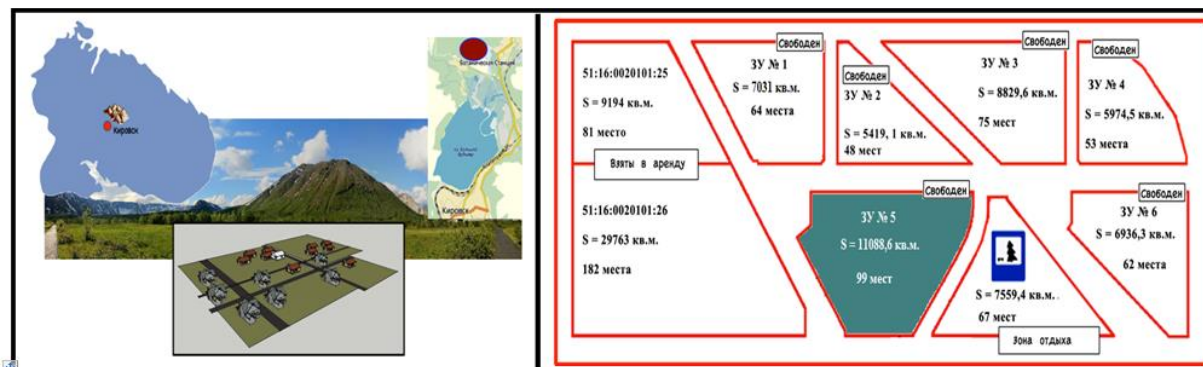 Кировск
Ботаническая Станция
Кировск
51:16:0020101:25
S = 9194 кв.м.
81 место
Взяты в аренду
51:16:0020101:26
S = 29763 кв.м.
182 места
Свободен
ЗУ № 1
S = 7031 кв.м.
64 места
Свободен
ЗУ № 2
S = 5419, 1 кв.м.
48 мест
Свободен
ЗУ № 3
S = 8829,6 кв.м.
75 мест
Свободен
ЗУ № 4
S = 5974,5 кв.м.
53 места
Свободен
ЗУ № 5
S = 11088,6 кв.м.
99 мест
S = 7559,4 кв.м.
67 мест
Зона отдыха
Свободен
ЗУ № 6
S = 6936,3 кв.м.
62 места